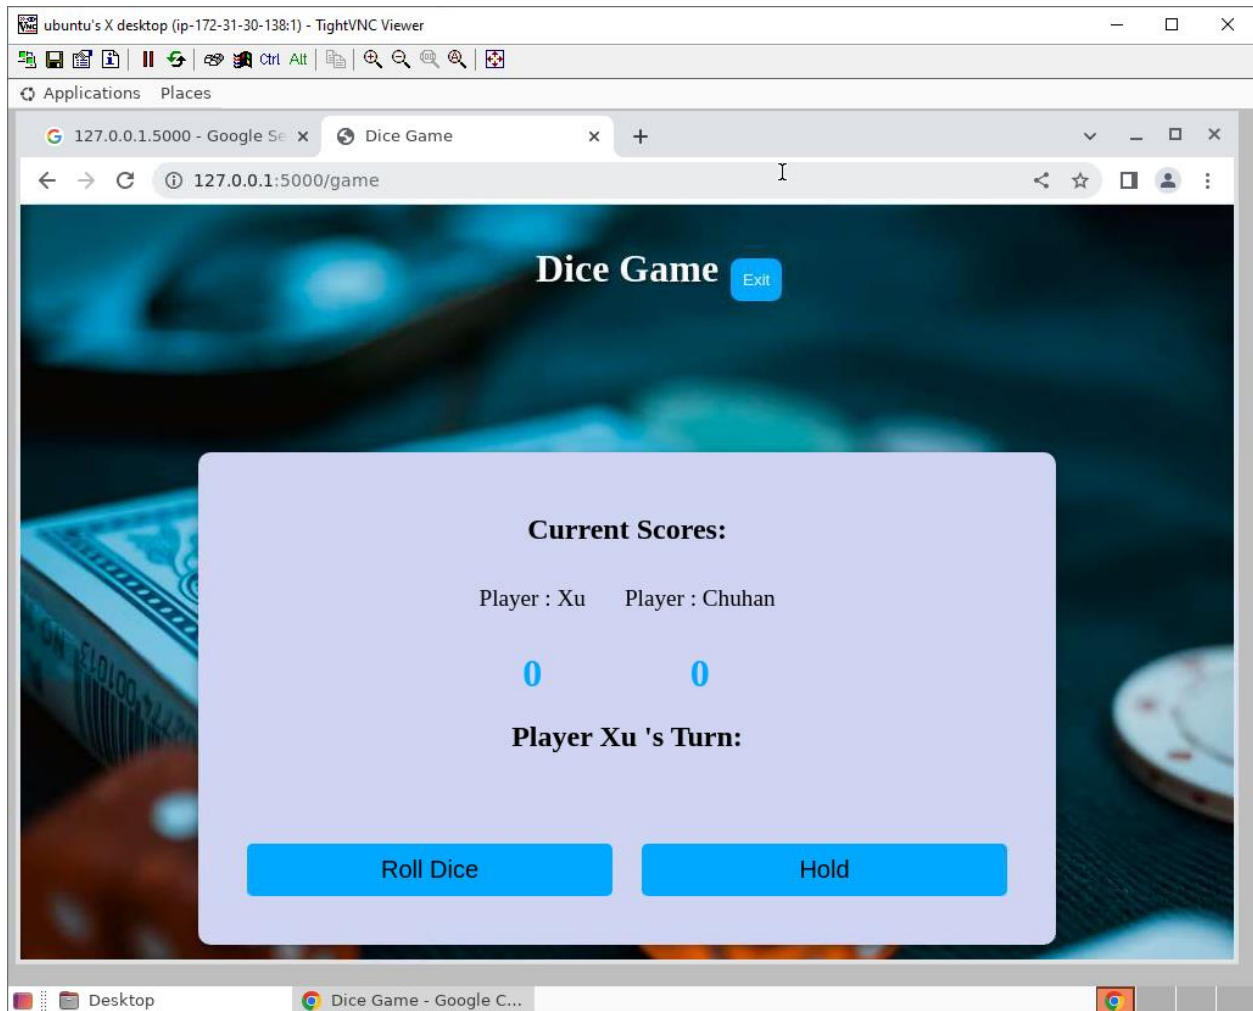 ubuntu's X desktop (ip-172-31-30-138:1) - TightVNC Viewer
Ctrl Alt
Applications Places
127.0.0.1.5000 - Google Se
Dice Game
127.0.0.1:5000/game
Dice Game Exit
Current Scores:
Player : Xu Player : Chuhan
0 0
Player Xu 's Turn:
Roll Dice Hold
Desktop Dice Game - Google C...